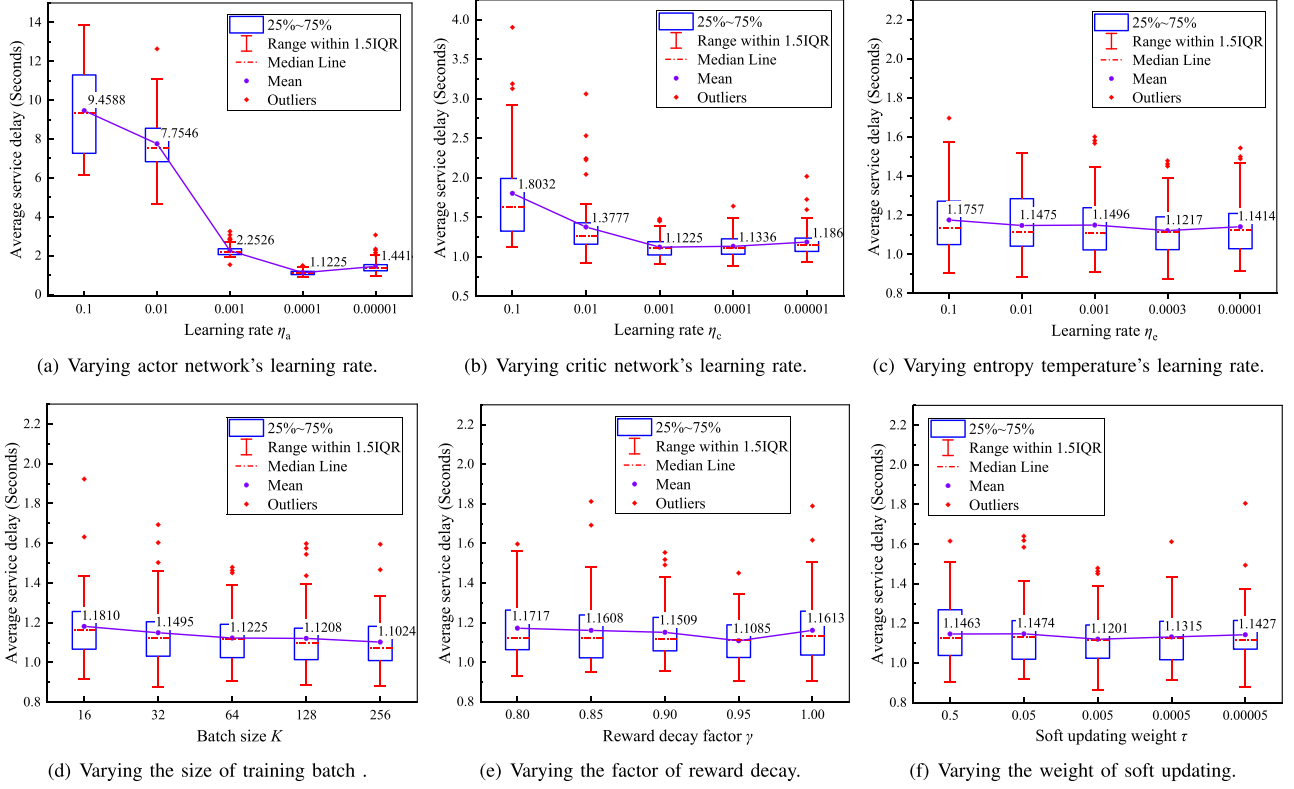 14
12
10
8
6
4
2
0
Average service delay (Seconds)
25%~75%
Range within 1.5IQR
Median Line
Mean
Outliers
9.4588
7.7546
2.2526
1.1225
1.441
0.1
0.01
0.001
0.0001
0.00001
Learning rate ηa
(a) Varying actor network's learning rate.
4.0
3.5
3.0
2.5
2.0
1.5
1.0
0.5
Average service delay (Seconds)
25%~75%
Range within 1.5IQR
Median Line
Mean
Outliers
1.8032
1.3777
1.1225
1.1336
1.186
0.1
0.01
0.001
0.0001
0.00001
Learning rate ηc
(b) Varying critic network's learning rate.
2.2
2.0
1.8
1.6
1.4
1.2
1.0
0.8
Average service delay (Seconds)
25%~75%
Range within 1.5IQR
Median Line
Mean
Outliers
1.1757
1.1475
1.1496
1.1217
1.1414
0.1
0.01
0.001
0.0003
0.00001
Learning rate ηe
(c) Varying entropy temperature's learning rate.
2.2
2.0
1.8
1.6
1.4
1.2
1.0
0.8
Average service delay (Seconds)
25%~75%
Range within 1.5IQR
Median Line
Mean
Outliers
1.1810
1.1495
1.1225
1.1208
1.1024
16
32
64
128
256
Batch size K
(d) Varying the size of training batch .
2.2
2.0
1.8
1.6
1.4
1.2
1.0
0.8
Average service delay (Seconds)
25%~75%
Range within 1.5IQR
Median Line
Mean
Outliers
1.1717
1.1608
1.1509
1.1085
1.1613
0.80
0.85
0.90
0.95
1.00
Reward decay factor γ
(e) Varying the factor of reward decay.
2.2
2.0
1.8
1.6
1.4
1.2
1.0
0.8
Average service delay (Seconds)
25%~75%
Range within 1.5IQR
Median Line
Mean
Outliers
1.1463
1.1474
1.1201
1.1315
1.1427
0.5
0.05
0.005
0.0005
0.00005
Soft updating weight τ
(f) Varying the weight of soft updating.